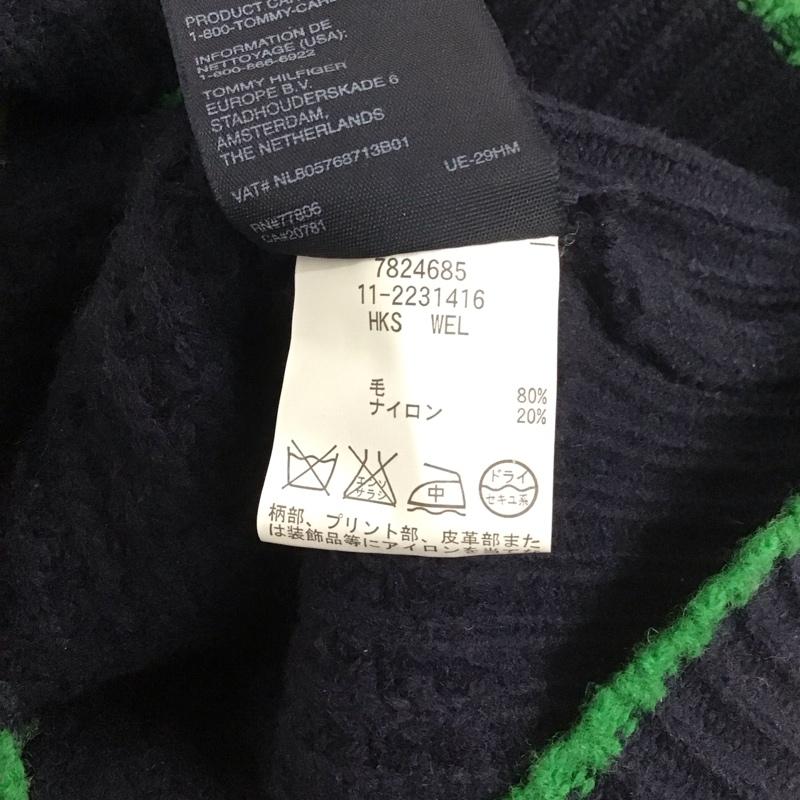 PRODUCT CA
1-800-TOMMY-CARE
INFORMATION DE
NETTOYAGE (USA):
1-800-866-6922
TOMMY HILFIGER
EUROPE B.V.
STADHOUDERSKADE 6
AMSTERDAM,
THE NETHERLANDS
VAT# NL805768713B01
UE-29HM
RN#77806
CA#20781
7824685
11-2231416
HKS WEL
毛 80%
ナイロン 20%
エンソ
サラシ
中
ドライ
セキユ系
柄部、プリント部、皮革部また
は装飾品等にアイロンを当て